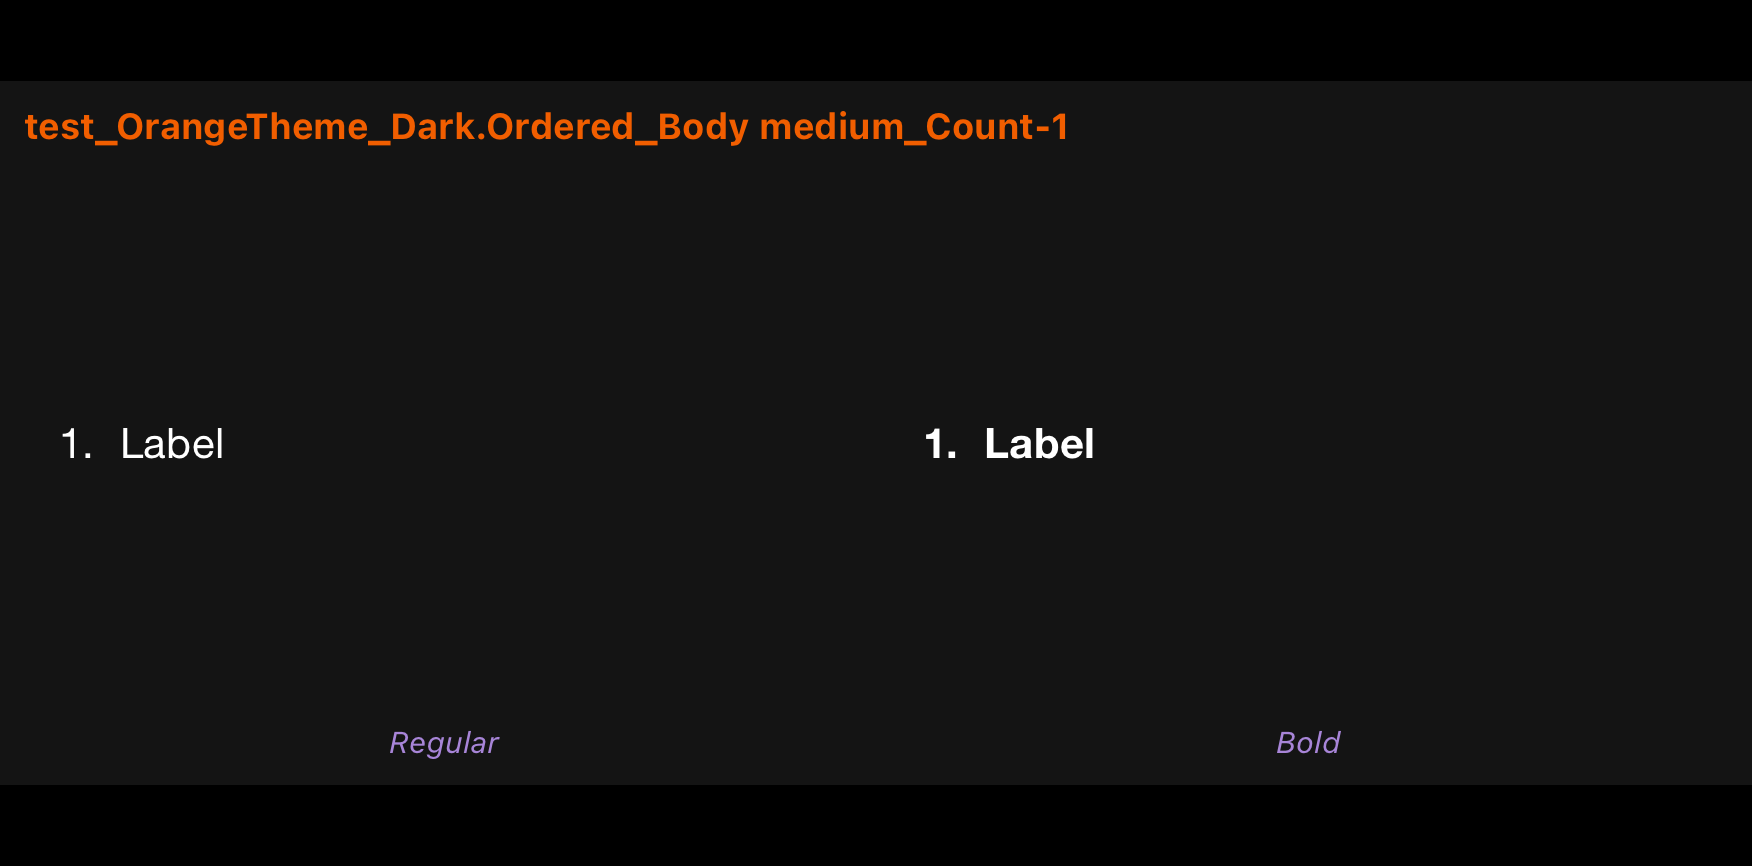 test_OrangeTheme_Dark.Ordered_Body medium_Count-1
1. Label
1. Label
Regular
Bold